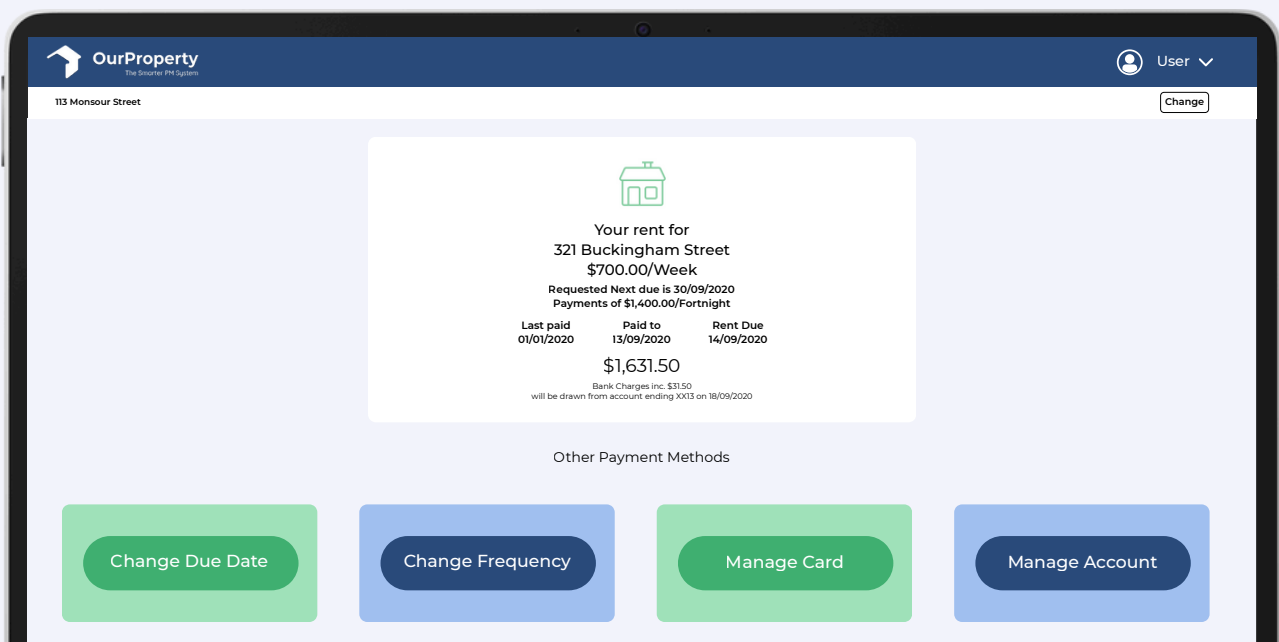 OurProperty
The Smarter PM System
User
113 Monsour Street
Change
Your rent for
321 Buckingham Street
$700.00/Week
Requested Next due is 30/09/2020
Payments of $1,400.00/Fortnight
Last paid Paid to Rent Due
01/01/2020 13/09/2020 14/09/2020
$1,631.50
Bank Charges inc. $31.50
will be drawn from account ending XX13 on 18/09/2020
Other Payment Methods
Change Due Date Change Frequency Manage Card Manage Account